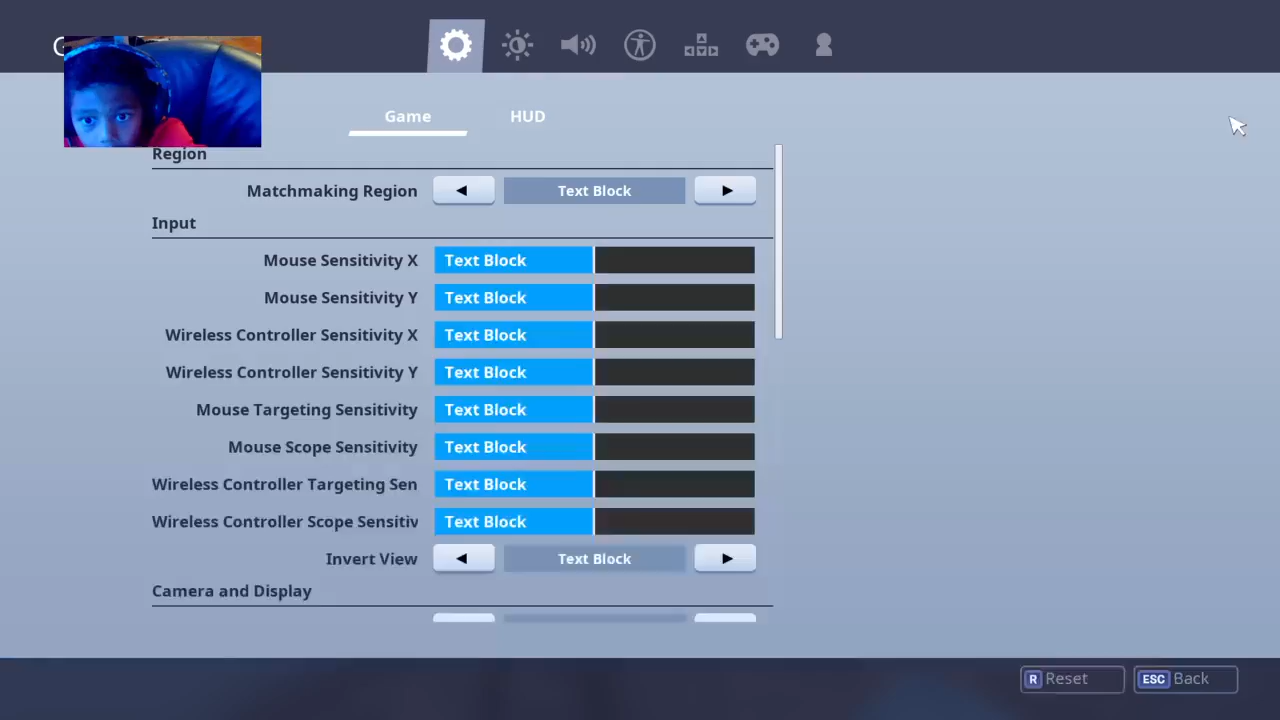 G
Game HUD
Region
Matchmaking Region Text Block
Input
Mouse Sensitivity X Text Block
Mouse Sensitivity Y Text Block
Wireless Controller Sensitivity X Text Block
Wireless Controller Sensitivity Y Text Block
Mouse Targeting Sensitivity Text Block
Mouse Scope Sensitivity Text Block
Wireless Controller Targeting Sen Text Block
Wireless Controller Scope Sensitiv Text Block
Invert View Text Block
Camera and Display
R Reset ESC Back